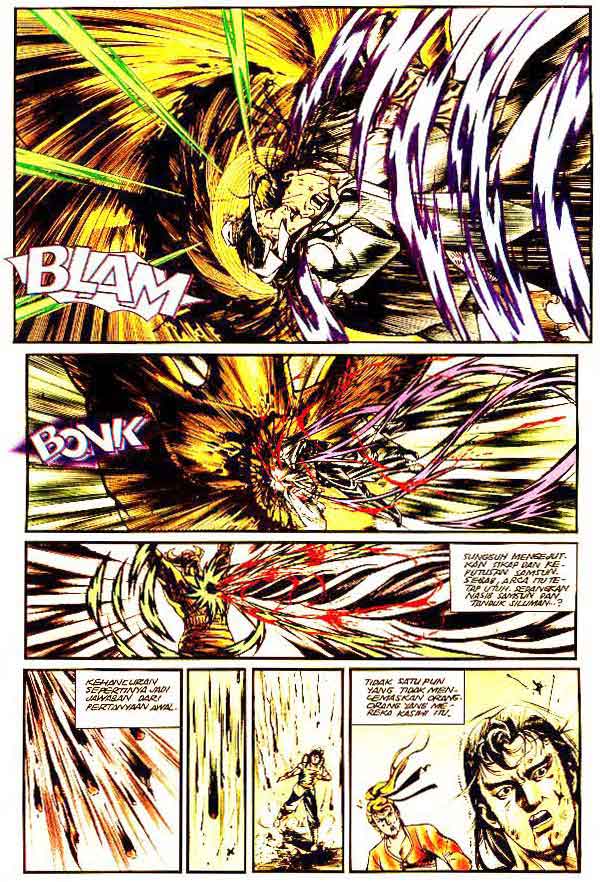 BLAM
BONK
SUNGGUH MENGEJUT-
KAN SIKAP DAN KE-
PUTUSAN SAMSUN.
SEBAB, ARCA ITU TE-
TAP UTUH. SEDANGKAN
NASIB SAMSUN DAN
TANDUK SILUMAN..?
KEHANCURAN
SEPERTINYA JADI
JAWABAN DARI
PERTANYAAN AWAL.
TIDAK SATU PUN
YANG TIDAK MEN-
CEMASKAN ORANG-
ORANG YANG ME-
REKA KASIHI ITU.